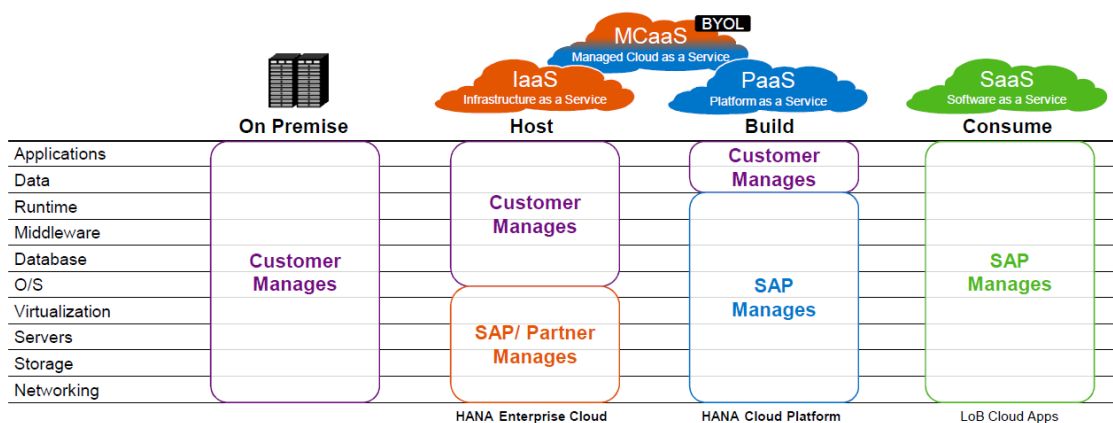 MCaaS
BYOL
Managed Cloud as a Service
IaaS
Infrastructure as a Service
PaaS
Platform as a Service
SaaS
Software as a Service
On Premise
Host
Build
Consume
Applications
Data
Runtime
Middleware
Database
O/S
Virtualization
Servers
Storage
Networking
Customer
Manages
Customer
Manages
SAP/ Partner
Manages
Customer
Manages
SAP
Manages
SAP
Manages
HANA Enterprise Cloud
HANA Cloud Platform
LoB Cloud Apps